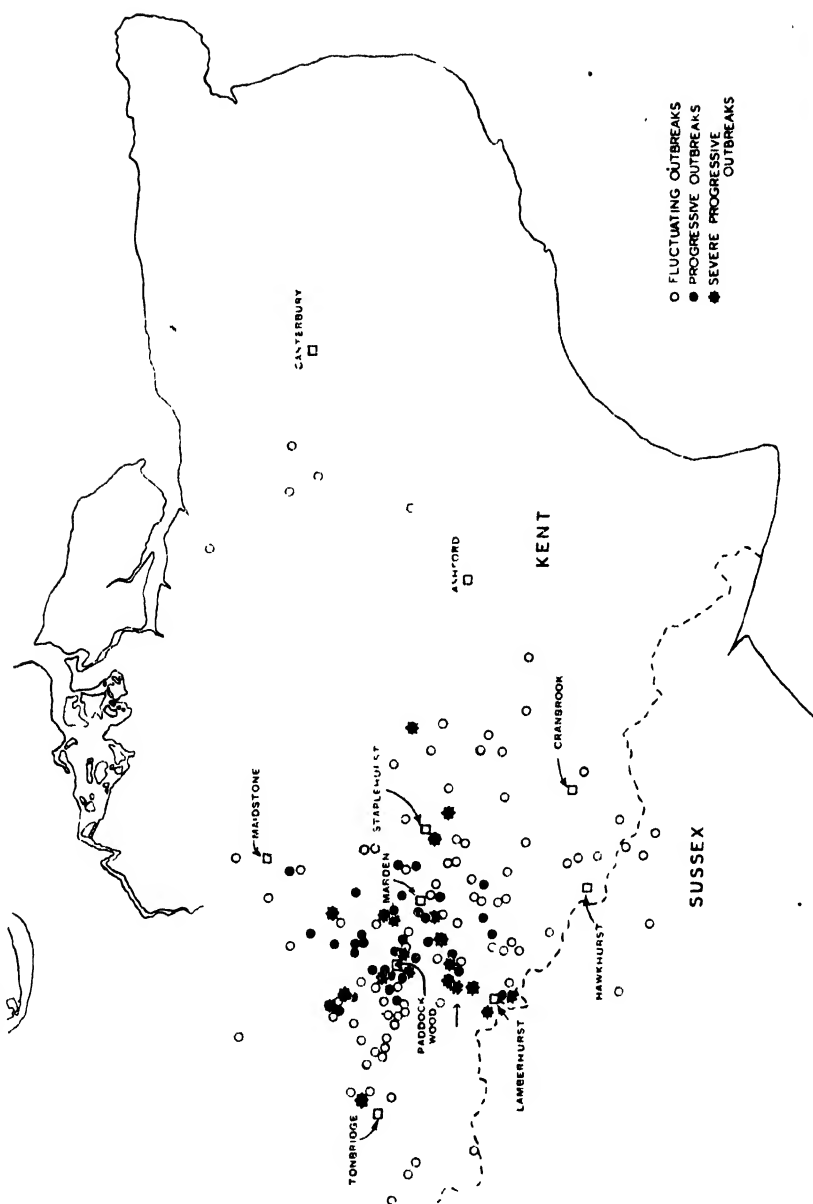 CANTERBURY
ASHFORD
KENT
MAIDSTONE
STAPLEHURST
MARDEN
CRANBROOK
SUSSEX
HAWKHURST
PADDOCK
WOOD
LAMBERHURST
TONBRIDGE
FLUCTUATING OUTBREAKS
PROGRESSIVE OUTBREAKS
SEVERE PROGRESSIVE
OUTBREAKS